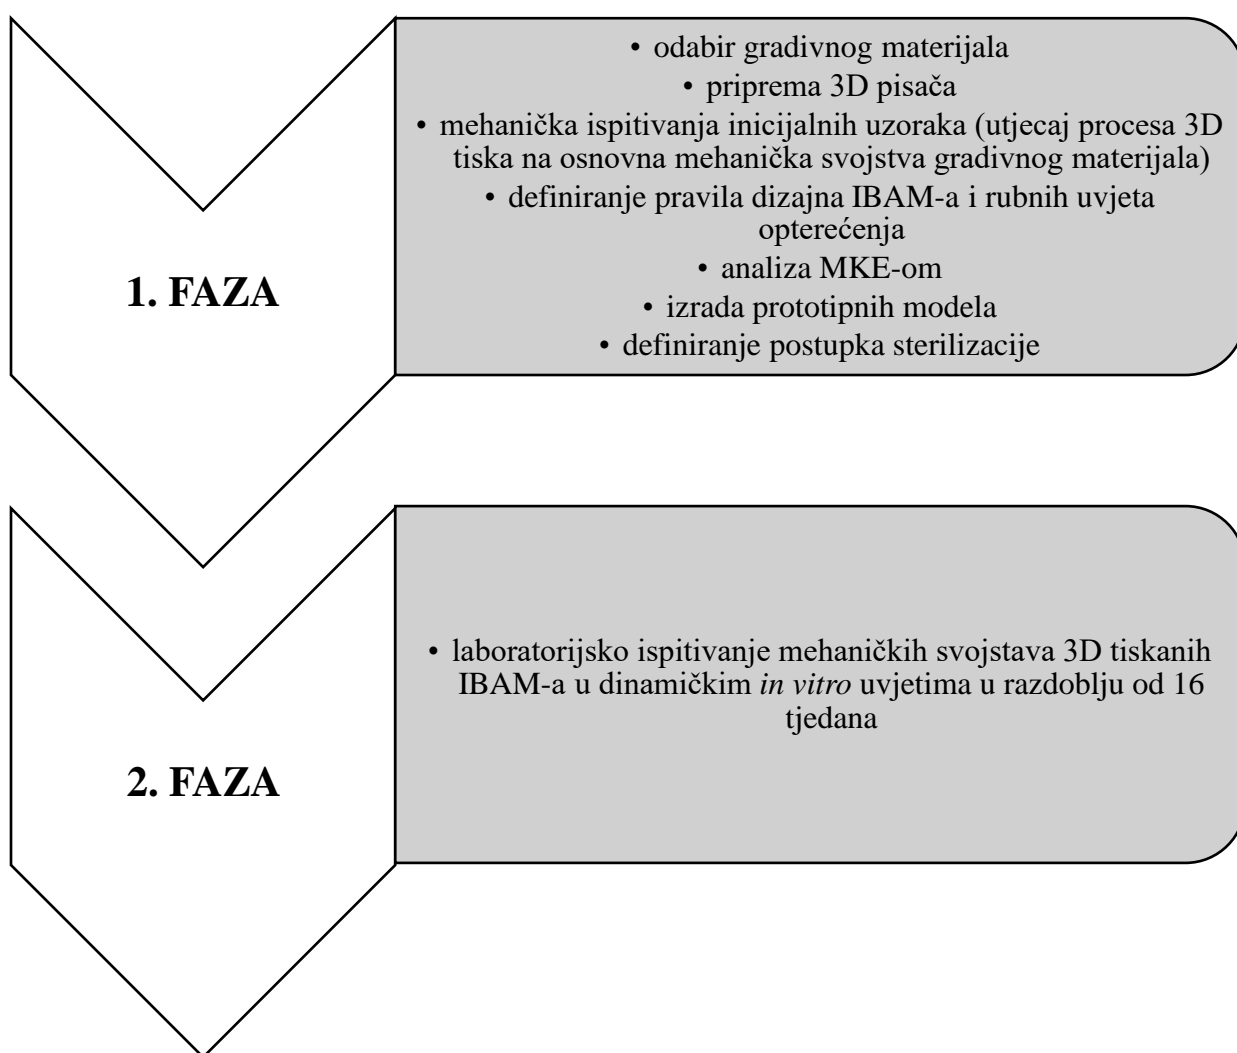 1. FAZA
• odabir gradivnog materijala
• priprema 3D pisača
• mehanička ispitivanja inicijalnih uzoraka (utjecaj procesa 3D
tiska na osnovna mehanička svojstva gradivnog materijala)
• definiranje pravila dizajna IBAM-a i rubnih uvjeta
opterećenja
• analiza MKE-om
• izrada prototipnih modela
• definiranje postupka sterilizacije
2. FAZA
• laboratorijsko ispitivanje mehaničkih svojstava 3D tiskanih
IBAM-a u dinamičkim in vitro uvjetima u razdoblju od 16
tjedana